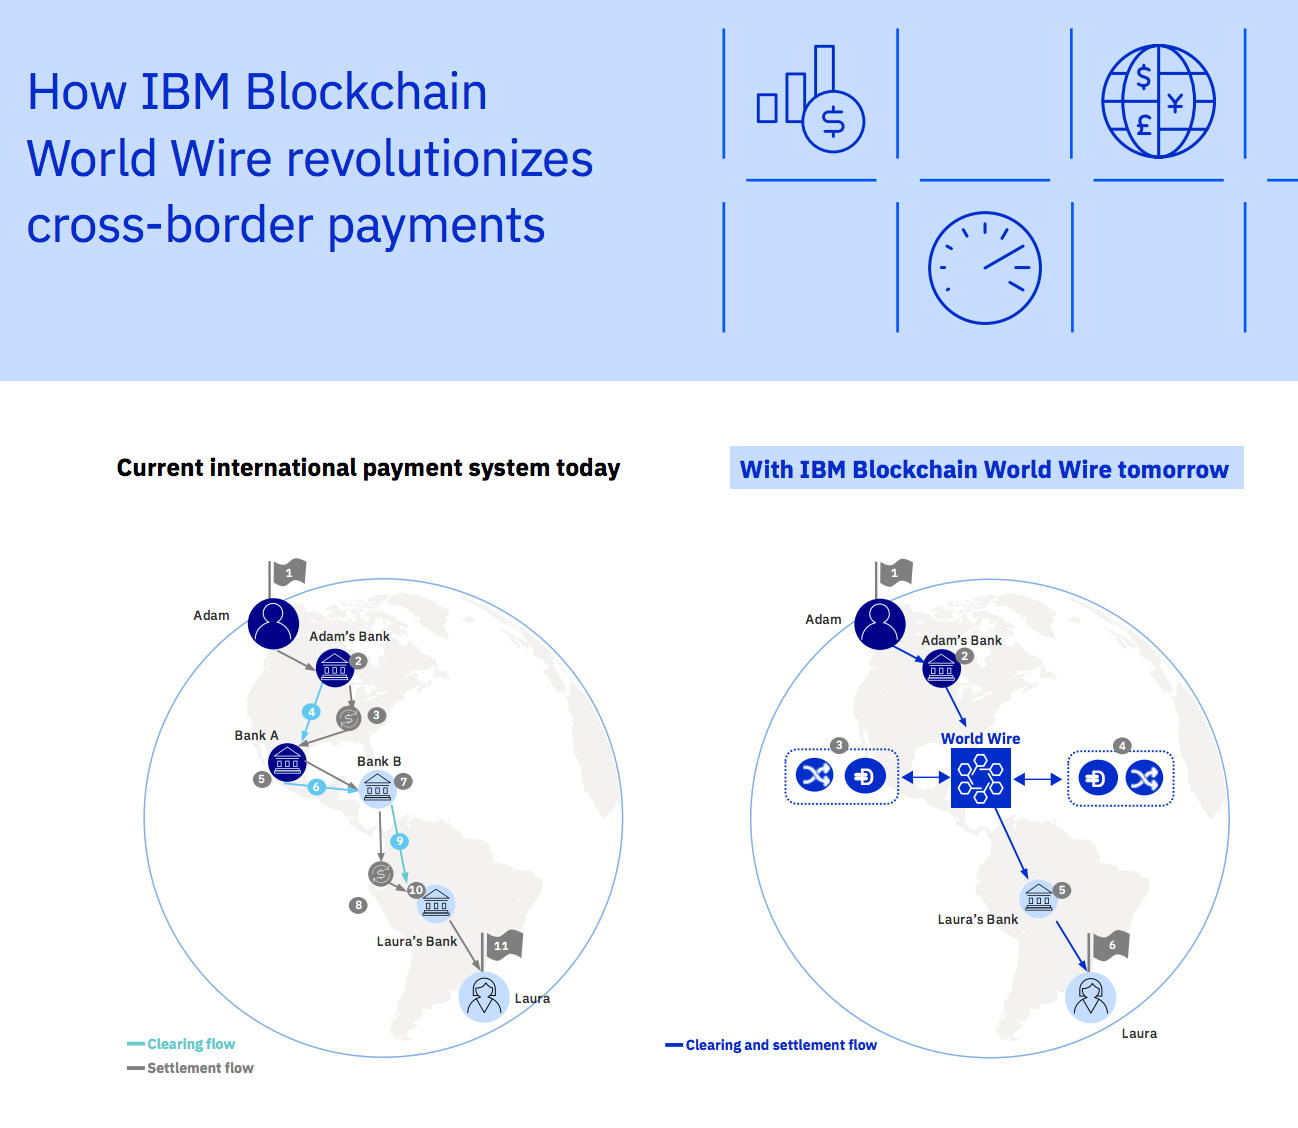 How IBM Blockchain
World Wire revolutionizes
cross-border payments
$
$
¥
£
Current international payment system today
1
Adam
Adam's Bank
2
4
$
3
Bank A
Bank B
5
6
7
9
$
10
8
Laura's Bank
11
Laura
Clearing flow
Settlement flow
With IBM Blockchain World Wire tomorrow
1
Adam
Adam's Bank
2
World Wire
3
4
5
Laura's Bank
6
Laura
Clearing and settlement flow